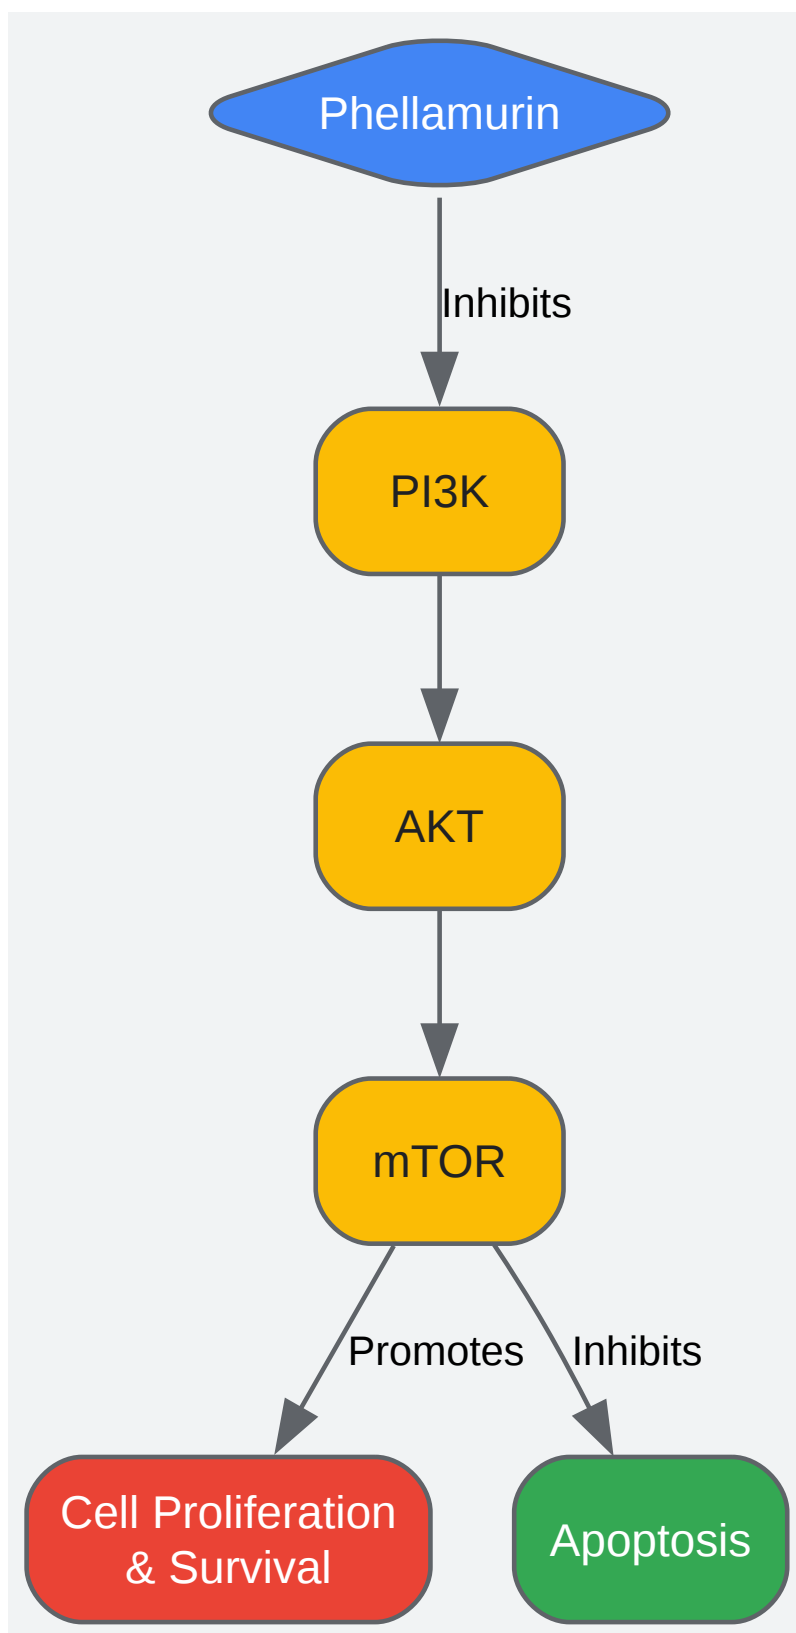 Phellamurin
Inhibits
PI3K
AKT
mTOR
Promotes
Inhibits
Cell Proliferation
& Survival
Apoptosis